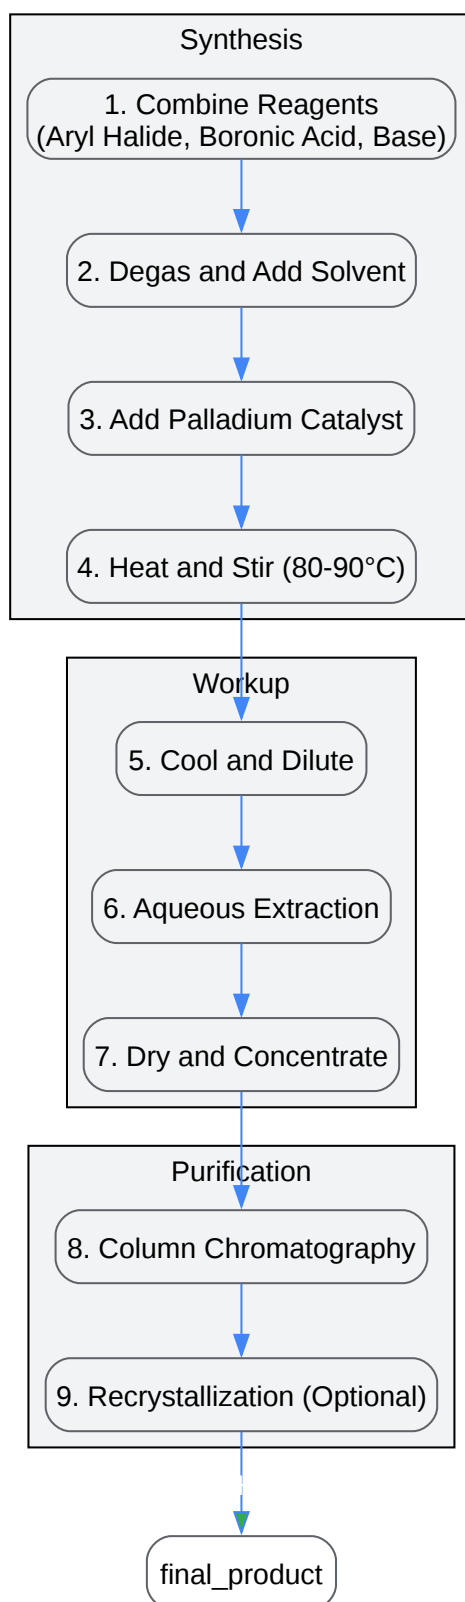 Synthesis
1. Combine Reagents
(Aryl Halide, Boronic Acid, Base)
2. Degas and Add Solvent
3. Add Palladium Catalyst
4. Heat and Stir (80-90°C)
Workup
5. Cool and Dilute
6. Aqueous Extraction
7. Dry and Concentrate
Purification
8. Column Chromatography
9. Recrystallization (Optional)
final_product